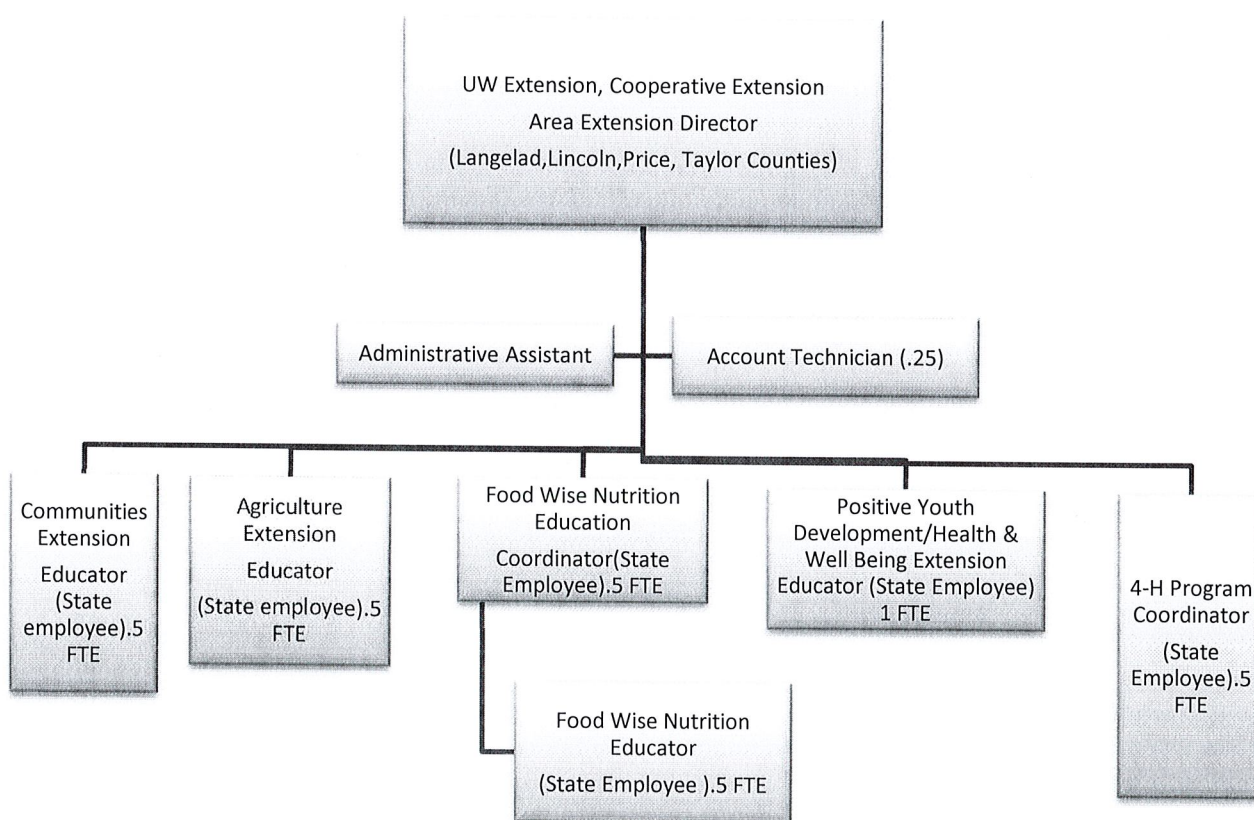 UW Extension, Cooperative Extension
Area Extension Director
(Langelad,Lincoln,Price, Taylor Counties)
Administrative Assistant
Account Technician (.25)
Communities
Extension
Educator
(State
employee).5
FTE
Agriculture
Extension
Educator
(State employee).5
FTE
Food Wise Nutrition
Education
Coordinator(State
Employee).5 FTE
Positive Youth
Development/Health &
Well Being Extension
Educator (State Employee)
1 FTE
4-H Program
Coordinator
(State
Employee).5
FTE
Food Wise Nutrition
Educator
(State Employee ).5 FTE